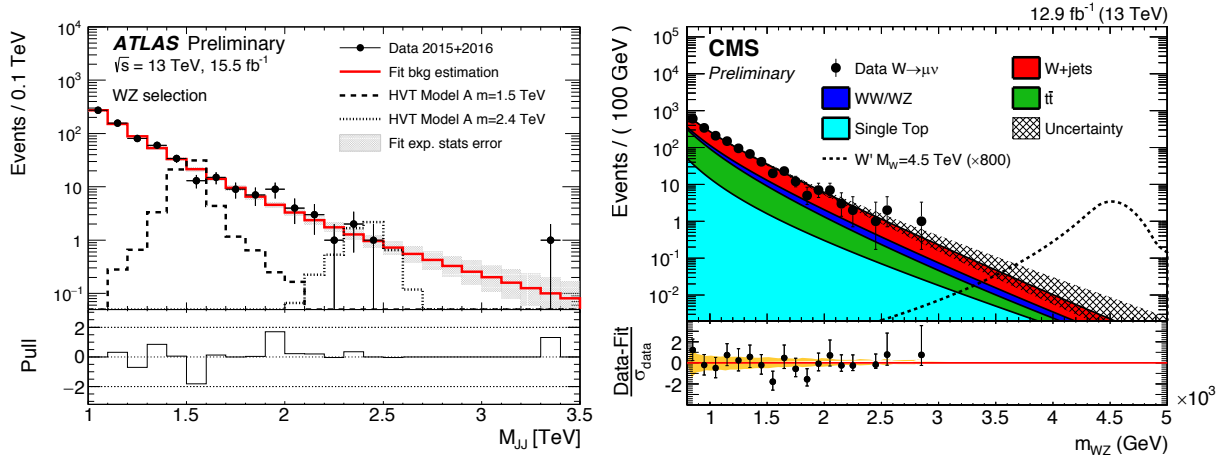 ATLAS Preliminary
√s = 13 TeV, 15.5 fb⁻¹
WZ selection
Data 2015+2016
Fit bkg estimation
HVT Model A m=1.5 TeV
HVT Model A m=2.4 TeV
Fit exp. stats error
Events / 0.1 TeV
10⁴
10³
10²
10
1
10⁻¹
Pull
2
0
−2
1 1.5 2 2.5 3 3.5
M_JJ [TeV]
12.9 fb⁻¹ (13 TeV)
CMS
Preliminary
Data W→μν
WW/WZ
Single Top
W+jets
tt̄
Uncertainty
W' M_W'=4.5 TeV (×800)
Events / ( 100 GeV )
10⁵
10⁴
10³
10²
10
1
10⁻¹
10⁻²
Data-Fit
σ_data
2
0
-2
1 1.5 2 2.5 3 3.5 4 4.5 5
×10³
m_WZ (GeV)